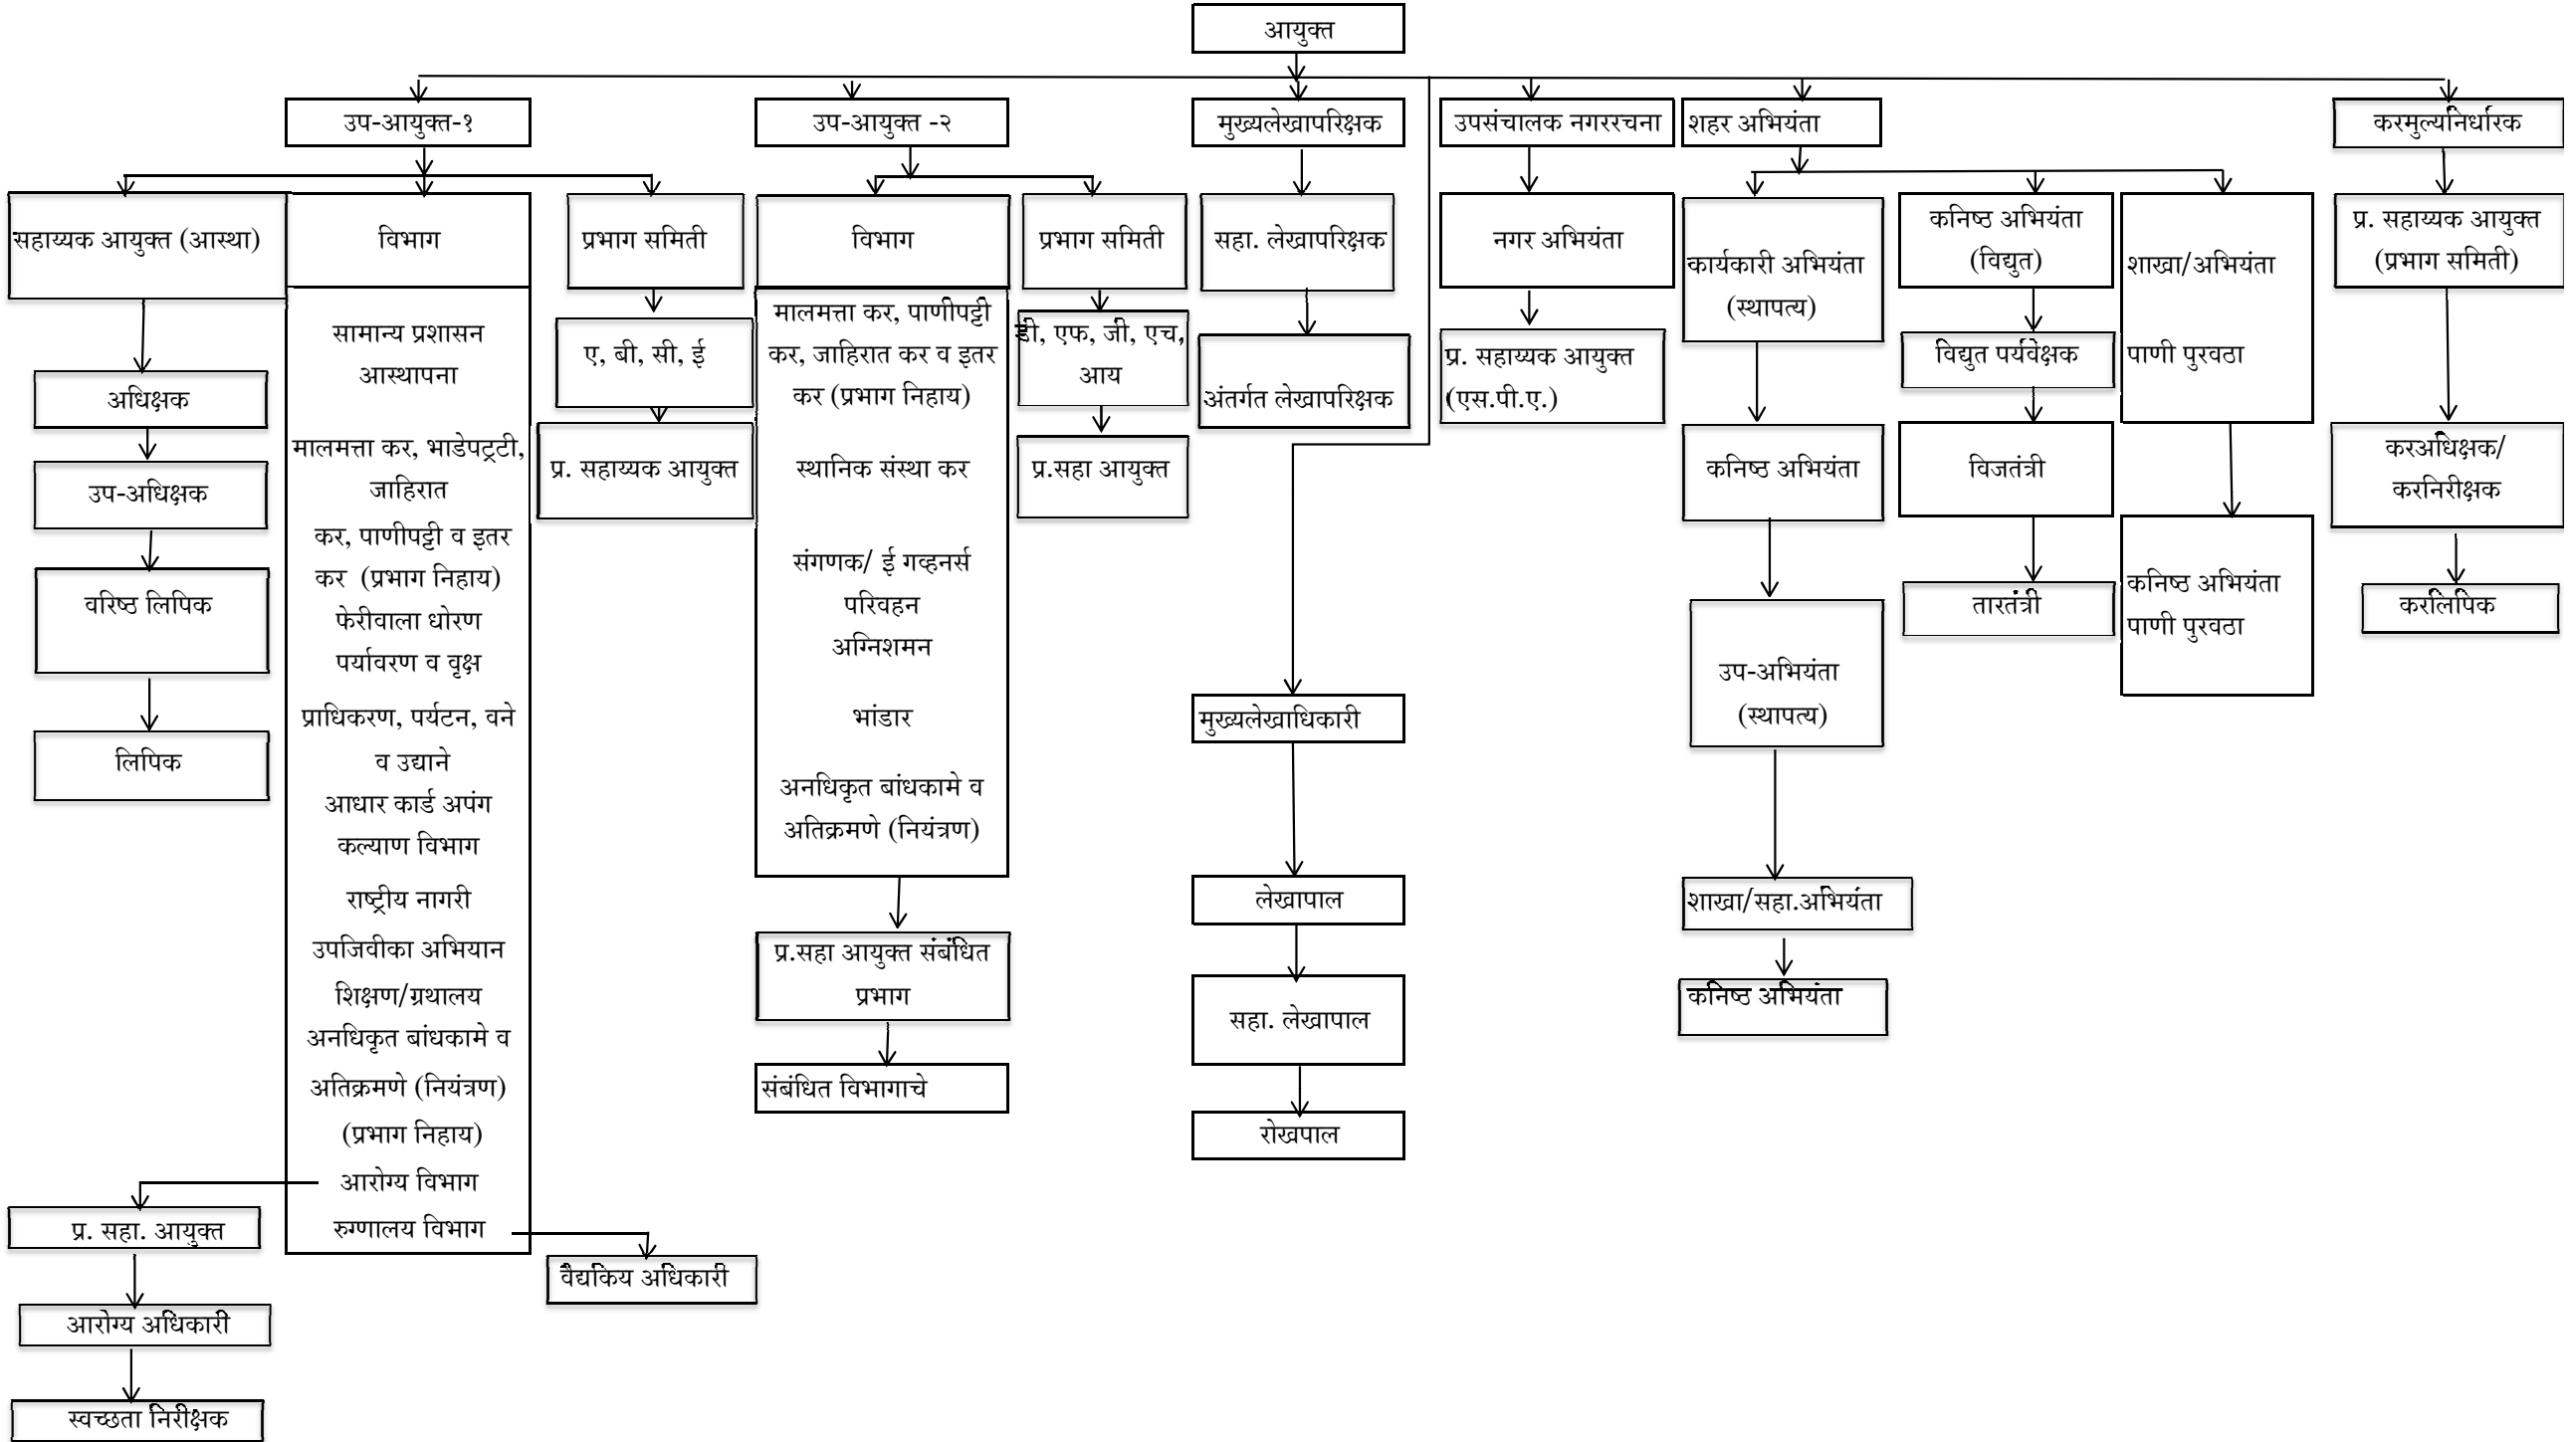 आयुक्त
उप-आयुक्त-१
उप-आयुक्त -२
मुख्यलेखापरिक्षक
उपसंचालक नगररचना
शहर अभियंता
करमुल्यनिर्धारक
सहाय्यक आयुक्त (आस्था)
विभाग
प्रभाग समिती
विभाग
प्रभाग समिती
सहा. लेखापरिक्षक
नगर अभियंता
कार्यकारी अभियंता
(स्थापत्य)
कनिष्ठ अभियंता
(विद्युत)
शाखा/अभियंता
पाणी पुरवठा
प्र. सहाय्यक आयुक्त
(प्रभाग समिती)
अधिक्षक
उप-अधिक्षक
वरिष्ठ लिपिक
लिपिक
सामान्य प्रशासन
आस्थापना
मालमत्ता कर, भाडेपट्रटी,
जाहिरात
कर, पाणीपट्टी व इतर
कर (प्रभाग निहाय)
फेरीवाला धोरण
पर्यावरण व वृक्ष
प्राधिकरण, पर्यटन, वने
व उद्याने
आधार कार्ड अपंग
कल्याण विभाग
राष्ट्रीय नागरी
उपजिवीका अभियान
शिक्षण/ग्रथालय
अनधिकृत बांधकामे व
अतिक्रमणे (नियंत्रण)
(प्रभाग निहाय)
आरोग्य विभाग
रुग्णालय विभाग
प्र. सहा. आयुक्त
आरोग्य अधिकारी
स्वच्छता निरीक्षक
वैद्यकिय अधिकारी
ए, बी, सी, ई
प्र. सहाय्यक आयुक्त
मालमत्ता कर, पाणीपट्टी
कर, जाहिरात कर व इतर
कर (प्रभाग निहाय)
स्थानिक संस्था कर
संगणक/ ई गव्हनर्स
परिवहन
अग्निशमन
भांडार
अनधिकृत बांधकामे व
अतिक्रमणे (नियंत्रण)
प्र.सहा आयुक्त संबंधित
प्रभाग
संबंधित विभागाचे
डी, एफ, जी, एच,
आय
प्र.सहा आयुक्त
अंतर्गत लेखापरिक्षक
मुख्यलेखाधिकारी
लेखापाल
सहा. लेखापाल
रोखपाल
प्र. सहाय्यक आयुक्त
(एस.पी.ए.)
कनिष्ठ अभियंता
उप-अभियंता
(स्थापत्य)
शाखा/सहा.अभियंता
कनिष्ठ अभियंता
विद्युत पर्यवेक्षक
विजतंत्री
तारतंत्री
कनिष्ठ अभियंता
पाणी पुरवठा
करअधिक्षक/
करनिरीक्षक
करलिपिक